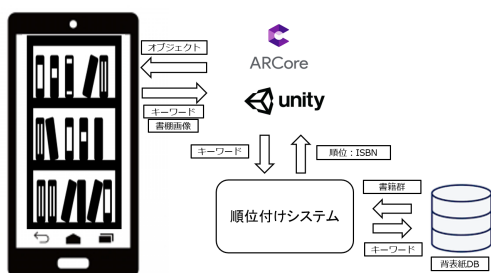 オブジェクト
ARCore
キーワード
書棚画像
unity
キーワード
順位：ISBN
順位付けシステム
書籍群
キーワード
背表紙DB